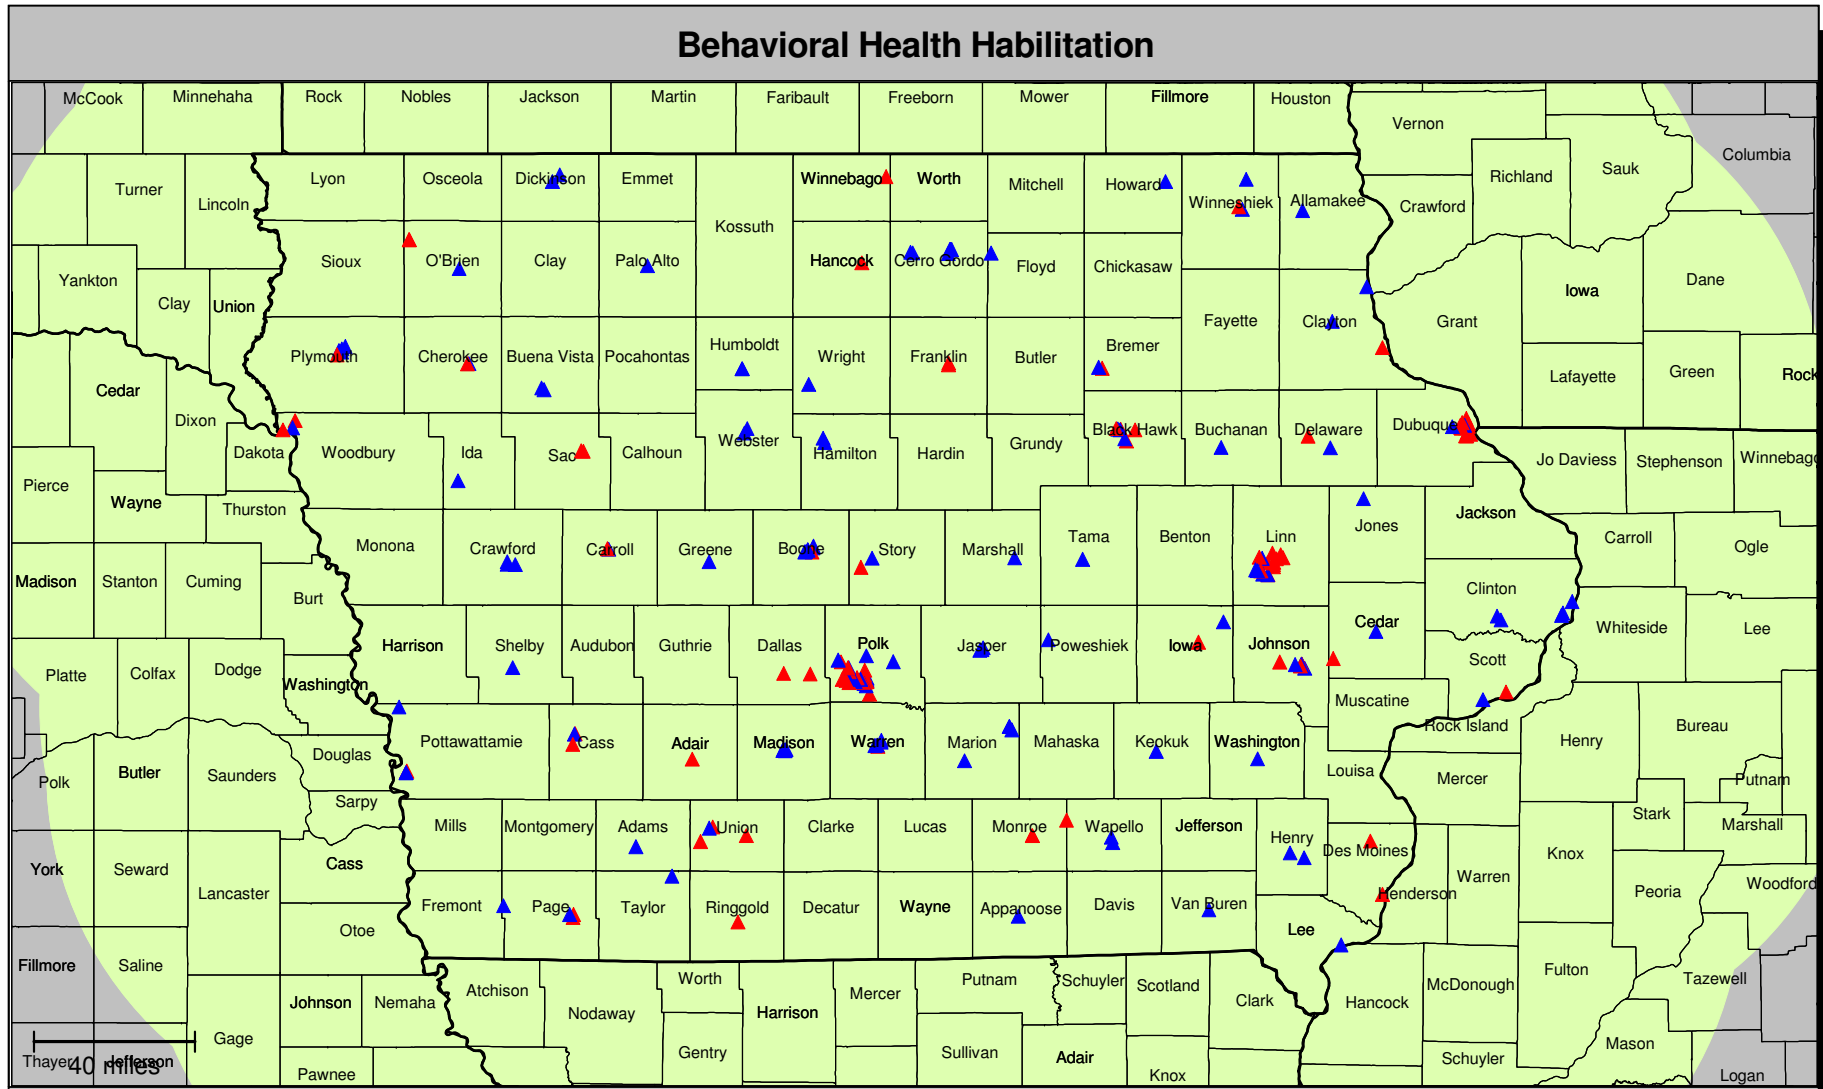 Behavioral Health Habilitation
McCook Minnehaha Rock Nobles Jackson Martin Faribault Freeborn Mower Fillmore Houston
Vernon
Columbia
Turner Lincoln Lyon Osceola Dickinson Emmet Winnebago Worth Mitchell Howard Winneshiek Allamakee Crawford Richland Sauk
Kossuth
Yankton Clay Union Sioux O'Brien Clay Palo Alto Hancock Cerro Gordo Floyd Chickasaw Iowa Dane
Fayette Clayton Grant
Cedar Plymouth Cherokee Buena Vista Pocahontas Humboldt Wright Franklin Butler Bremer Lafayette Green Rock
Dixon
Dakota Woodbury Ida Sac Calhoun Webster Hamilton Hardin Grundy Black Hawk Buchanan Delaware Dubuque Jo Daviess Stephenson Winnebago
Pierce Wayne Thurston
Jones Jackson
Monona Crawford Carroll Greene Boone Story Marshall Tama Benton Linn Carroll Ogle
Madison Stanton Cuming Burt Clinton
Harrison Shelby Audubon Guthrie Dallas Polk Jasper Poweshiek Iowa Johnson Cedar Whiteside Lee
Platte Colfax Dodge Washington Scott
Muscatine
Rock Island Bureau
Pottawattamie Cass Adair Madison Warren Marion Mahaska Keokuk Washington Henry
Douglas
Polk Butler Saunders Louisa Mercer Putnam
Sarpy
Mills Montgomery Adams Union Clarke Lucas Monroe Wapello Jefferson Henry Des Moines Stark Marshall
York Seward Cass Knox
Lancaster Warren Peoria Woodford
Henderson
Fremont Page Taylor Ringgold Decatur Wayne Appanoose Davis Van Buren
Otoe Lee
Fillmore Saline Fulton Tazewell
Johnson Nemaha Atchison Worth Mercer Putnam Schuyler Scotland Clark Hancock McDonough
Nodaway Harrison
Gage Gentry Sullivan Adair Schuyler Mason
Thayer Jefferson
40 miles
Pawnee Knox Logan